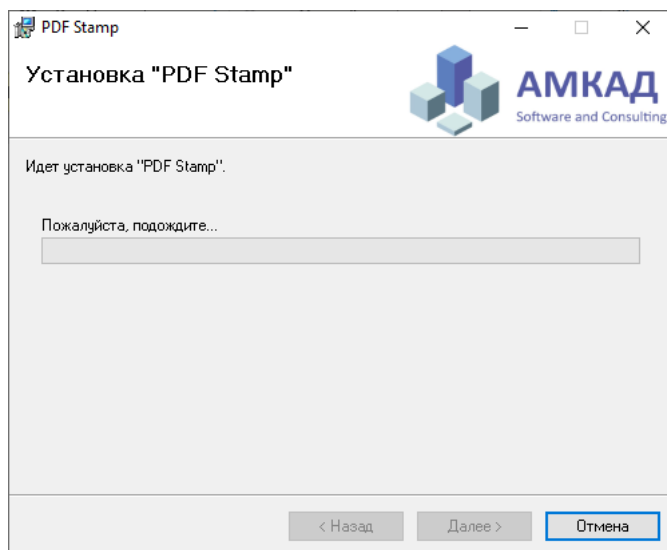 PDF Stamp
Установка "PDF Stamp"
АМКАД
Software and Consulting
Идет установка "PDF Stamp".
Пожалуйста, подождите...
< Назад
Далее >
Отмена